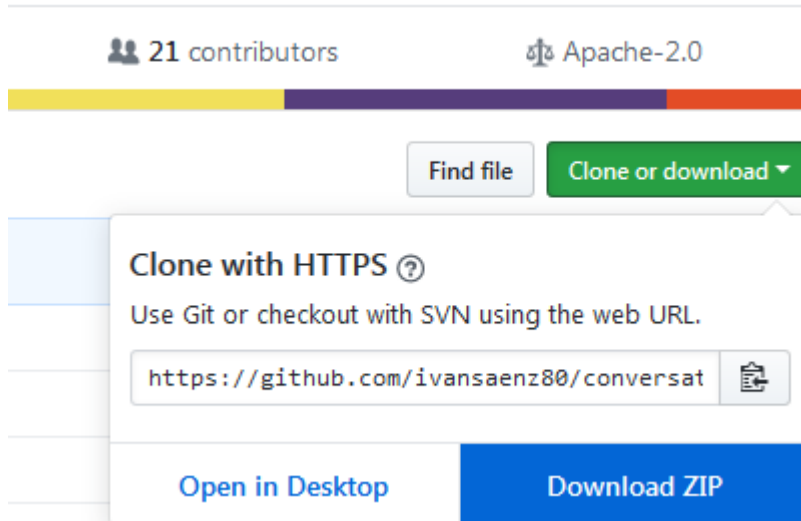 21 contributors Apache-2.0
Find file Clone or download
Clone with HTTPS
Use Git or checkout with SVN using the web URL.
https://github.com/ivansaenz80/conversat
Open in Desktop Download ZIP